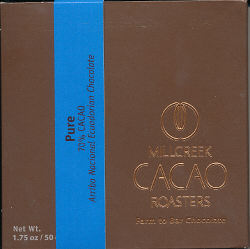 Pure
70% CACAO
Arriba Nacional Ecuadorian Chocolate
MILLCREEK
CACAO
ROASTERS
Farm to Bar Chocolate
Net Wt.
1.75 oz / 50